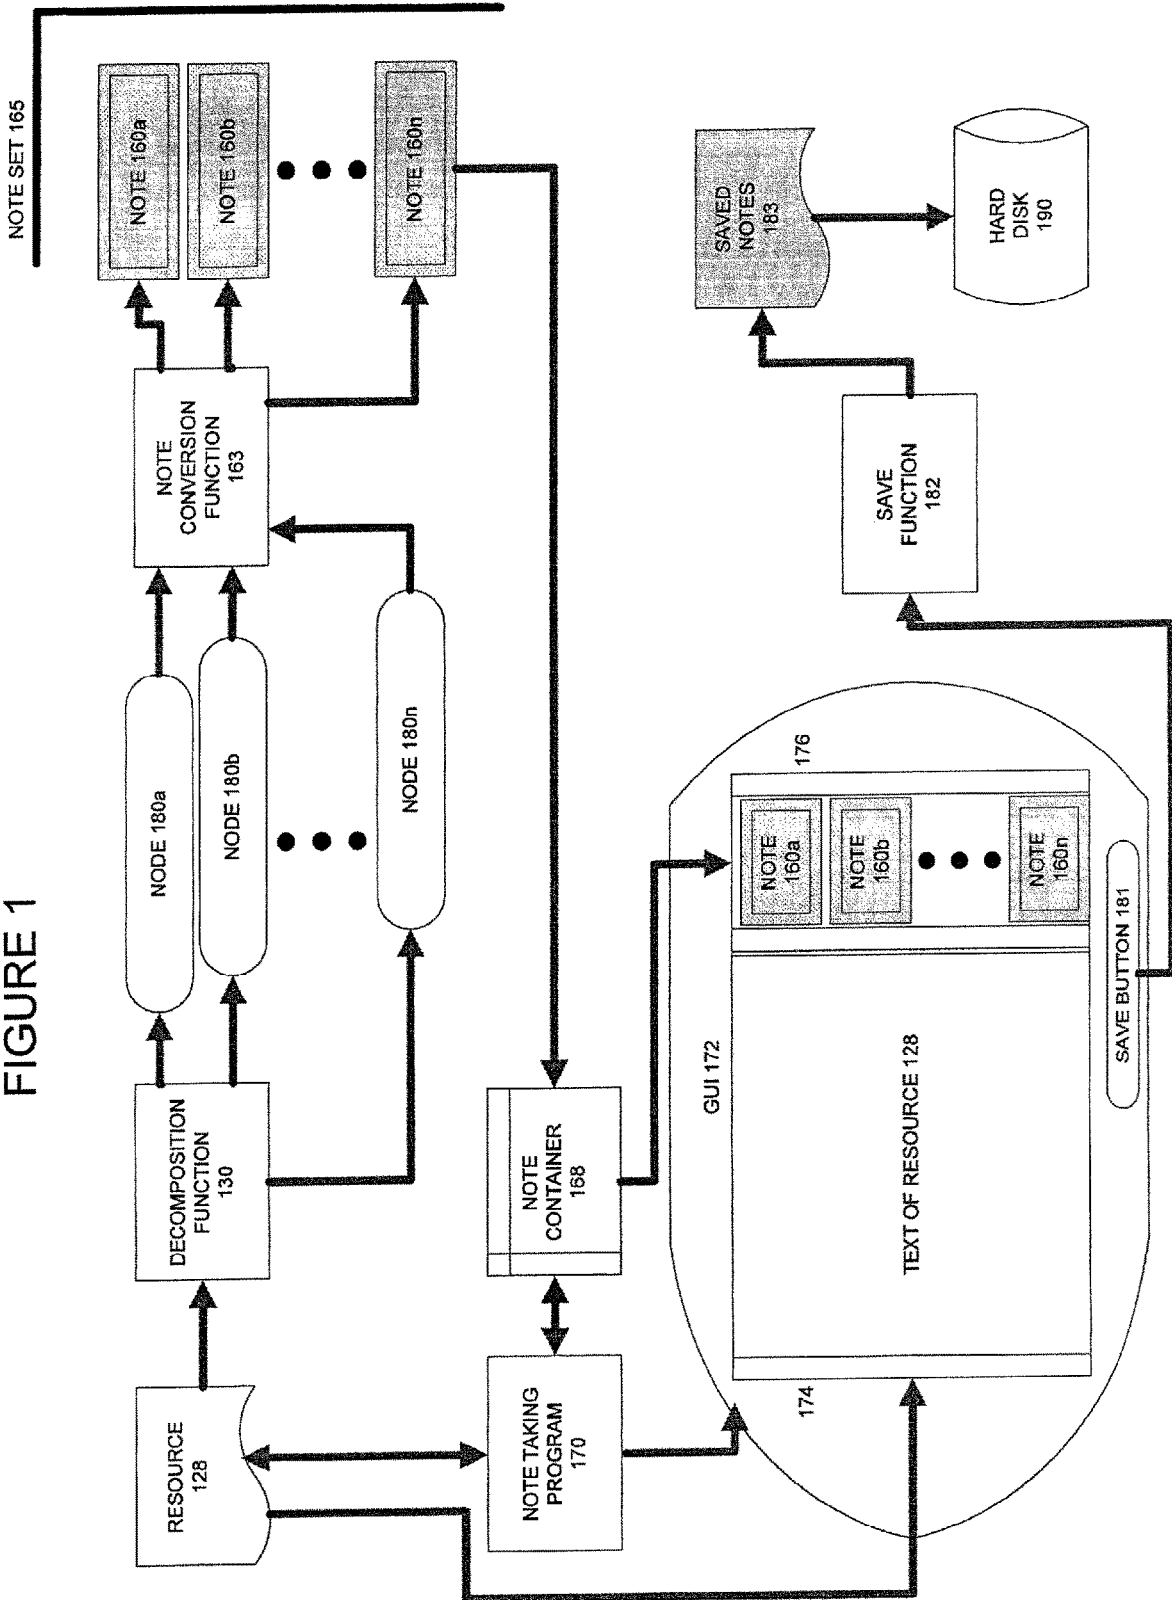 FIGURE 1
NOTE SET 165
RESOURCE
128
DECOMPOSITION
FUNCTION
130
NODE 180a
NODE 180b
NODE 180n
NOTE
CONVERSION
FUNCTION
163
NOTE 160a
NOTE 160b
NOTE 160n
NOTE TAKING
PROGRAM
170
NOTE
CONTAINER
168
GUI 172
174
TEXT OF RESOURCE 128
176
NOTE
160a
NOTE
160b
NOTE
160n
SAVE BUTTON 181
SAVE
FUNCTION
182
SAVED
NOTES
183
HARD
DISK
190